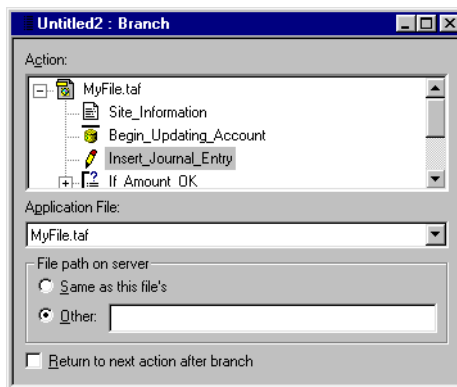 Untitled2 : Branch
Action:
MyFile.taf
Site_Information
Begin_Updating_Account
Insert_Journal_Entry
If_Amount_OK
Application File:
MyFile.taf
File path on server
Same as this file's
Other:
Return to next action after branch